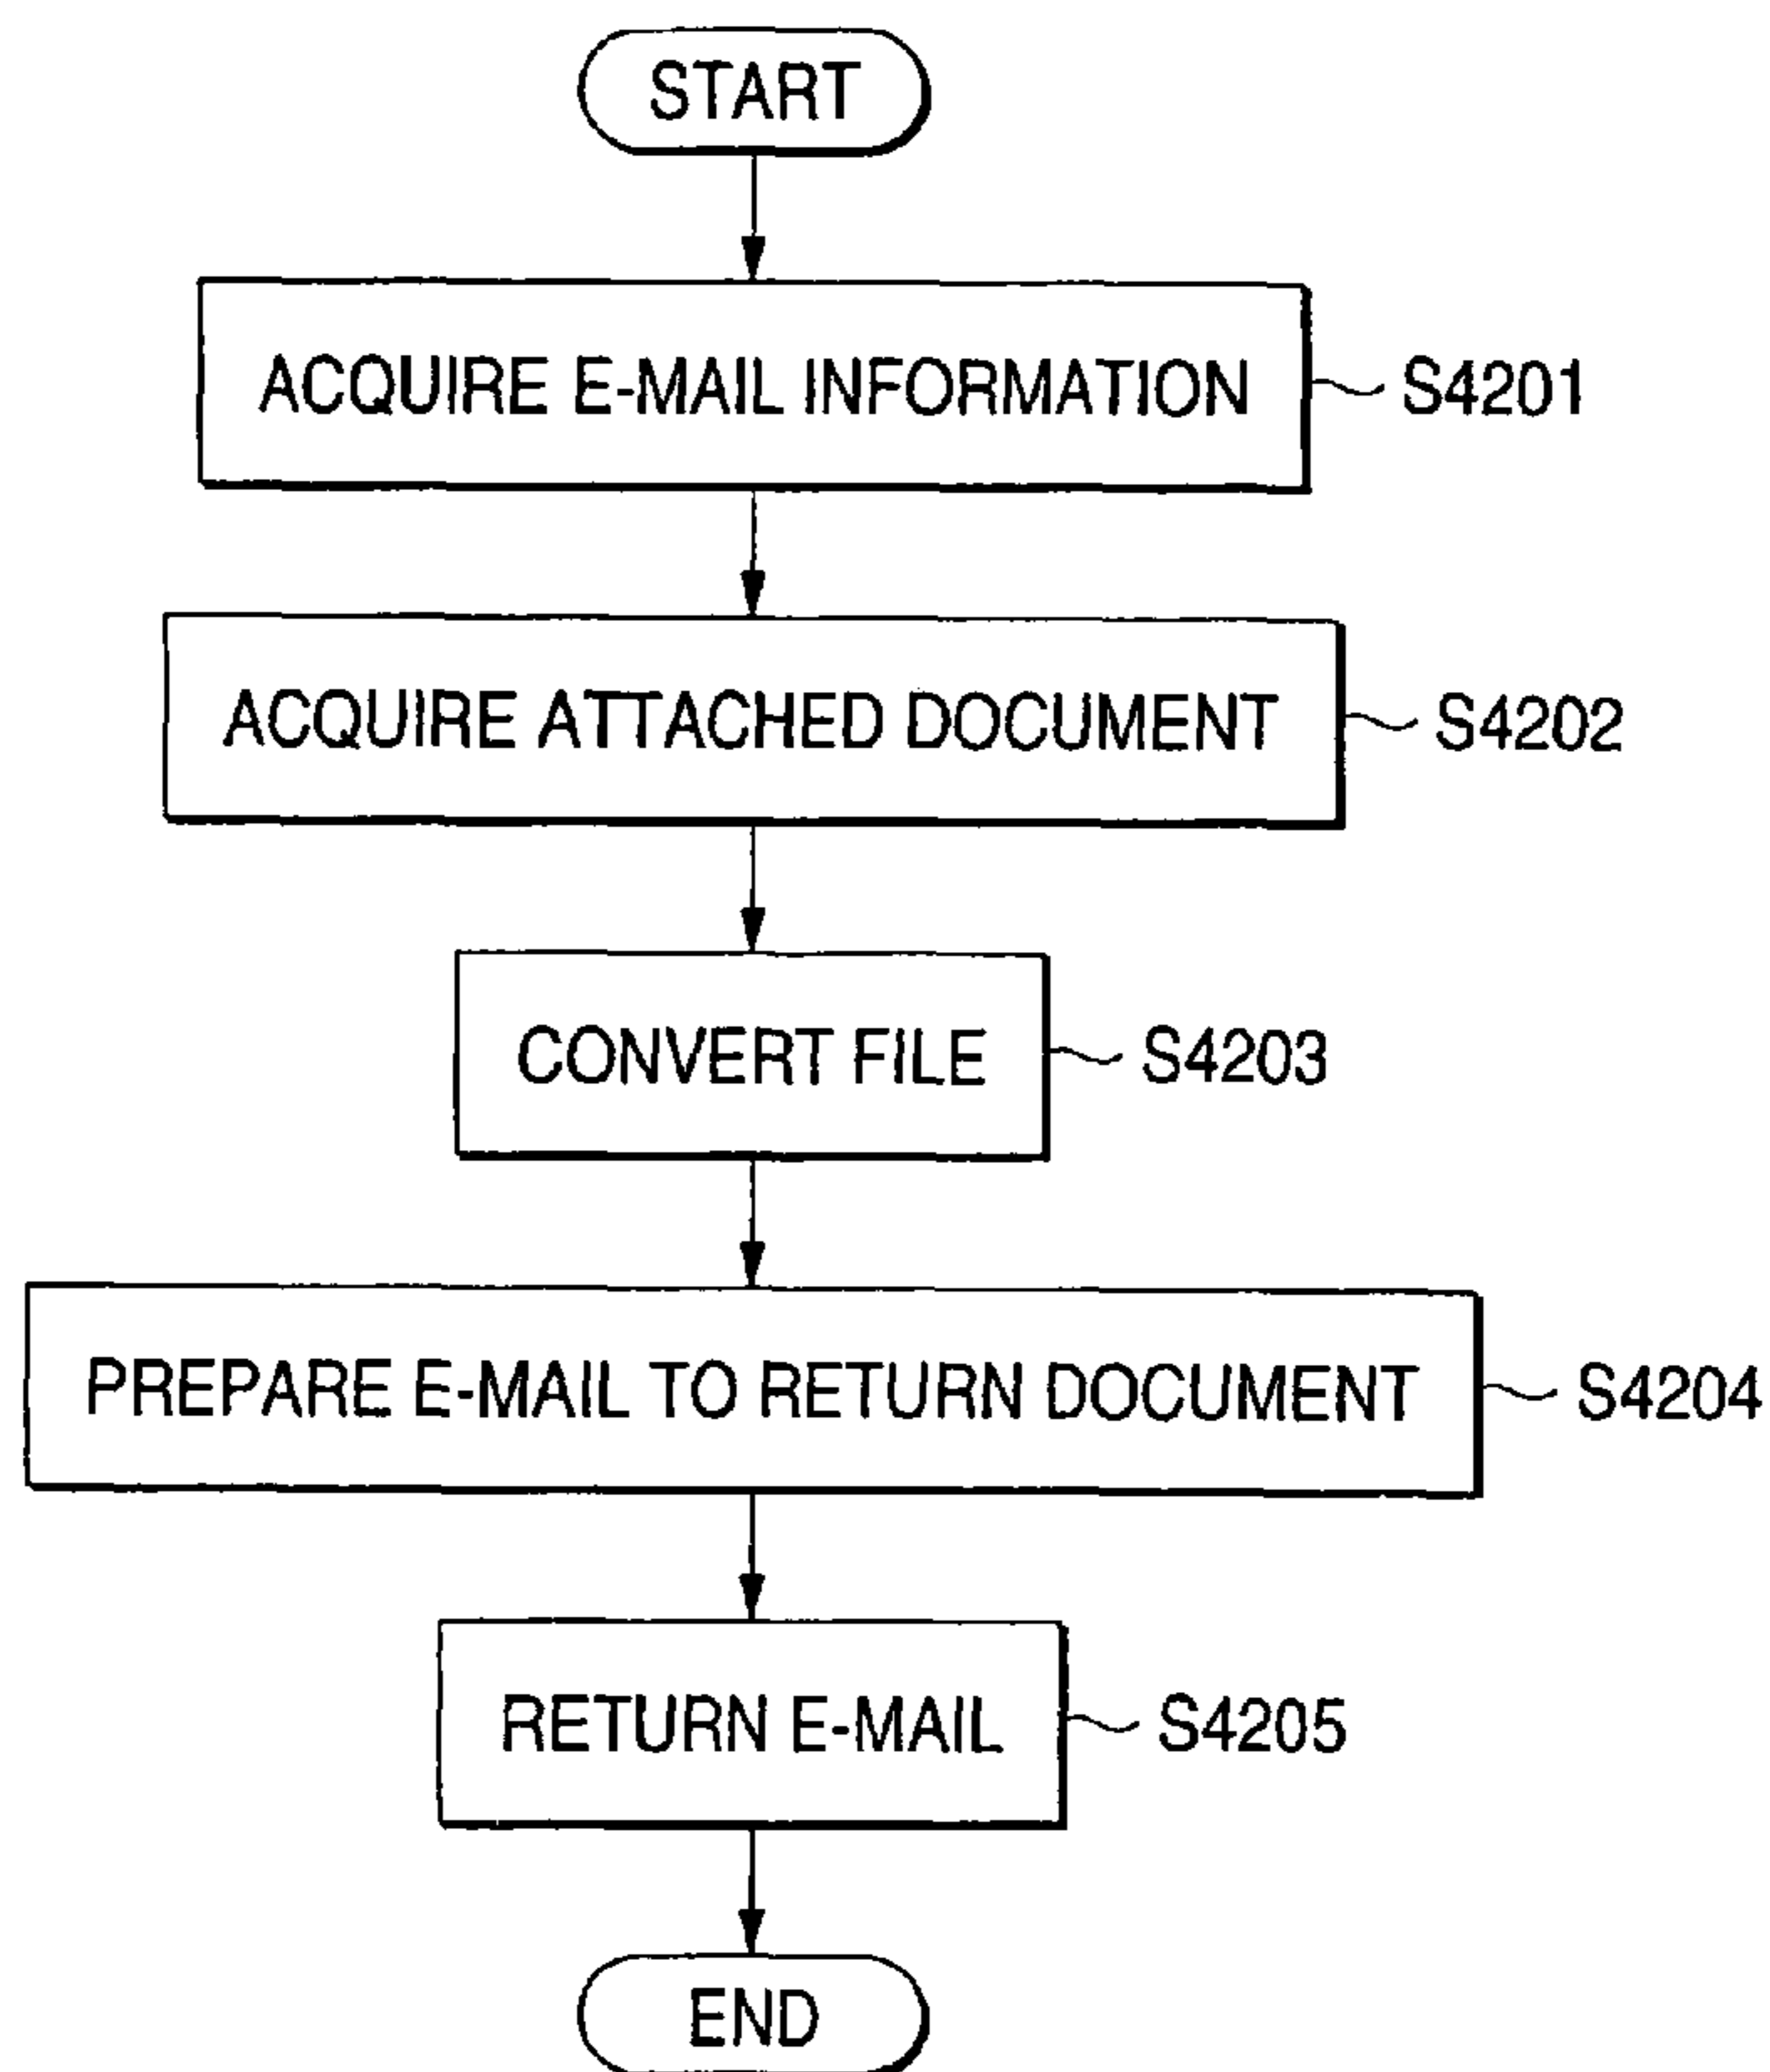 START
ACQUIRE E-MAIL INFORMATION S4201
ACQUIRE ATTACHED DOCUMENT S4202
CONVERT FILE S4203
PREPARE E-MAIL TO RETURN DOCUMENT S4204
RETURN E-MAIL S4205
END